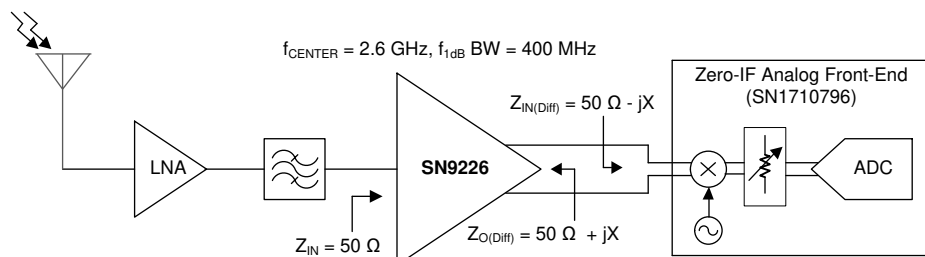 f_CENTER = 2.6 GHz, f_1dB BW = 400 MHz
Zero-IF Analog Front-End
(SN1710796)
Z_IN(Diff) = 50 Ω - jX
LNA
SN9226
ADC
Z_IN = 50 Ω
Z_O(Diff) = 50 Ω + jX